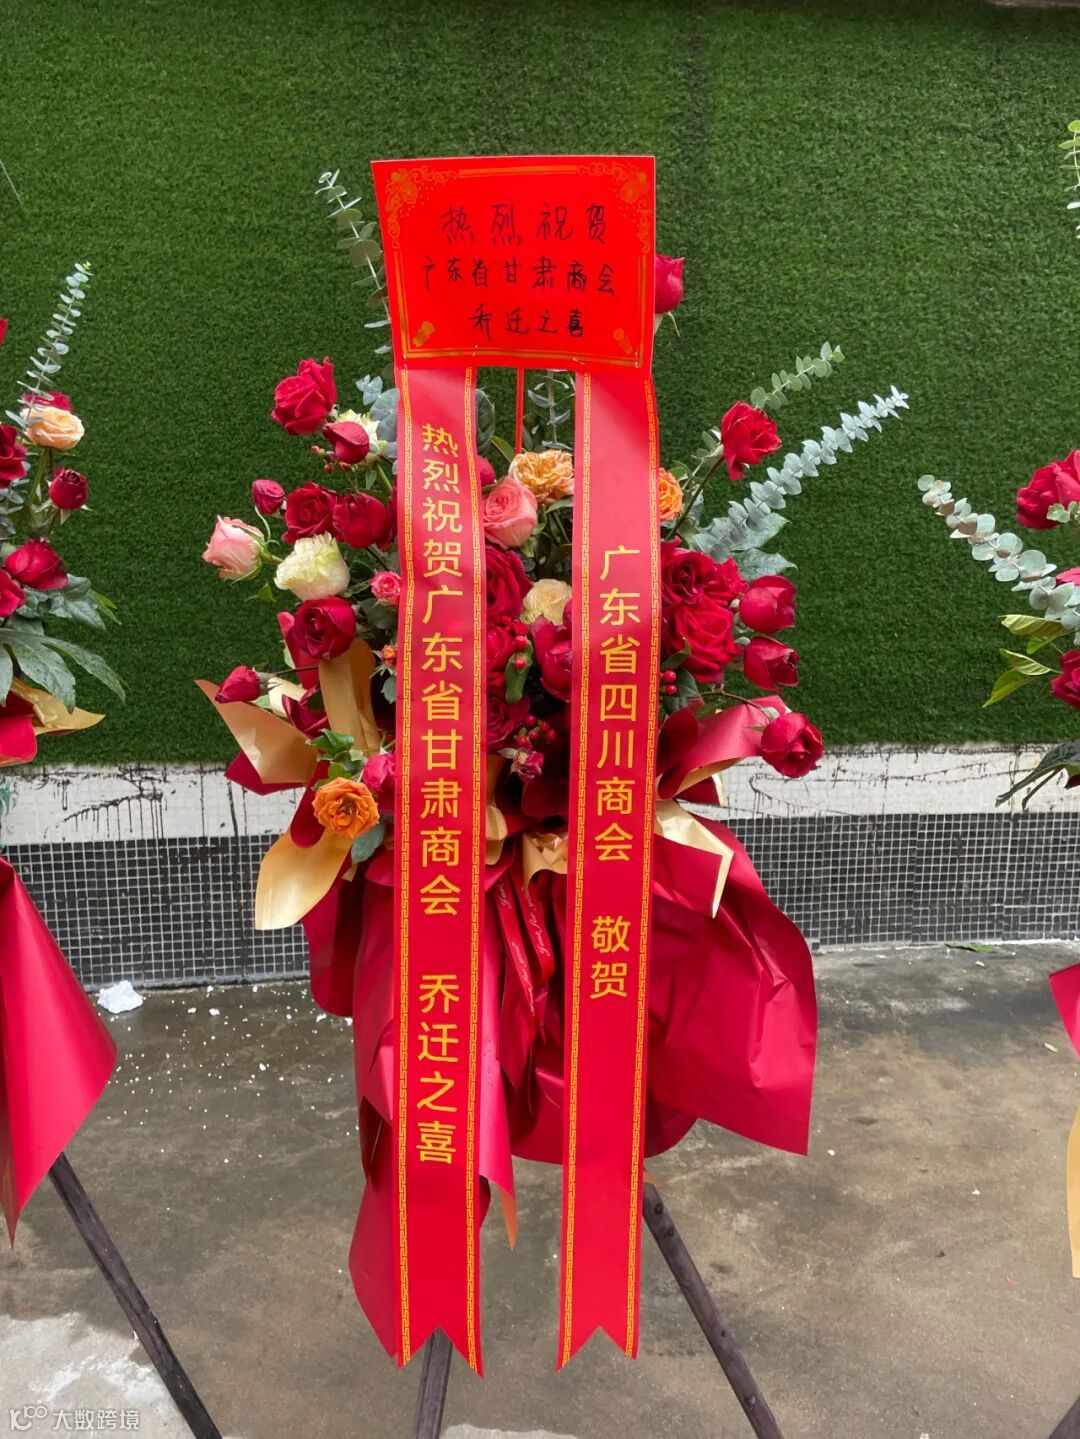 热烈祝贺
广东省甘肃商会
乔迁之喜
热烈祝贺广东省甘肃商会 乔迁之喜
广东省四川商会 敬贺
大数跨境